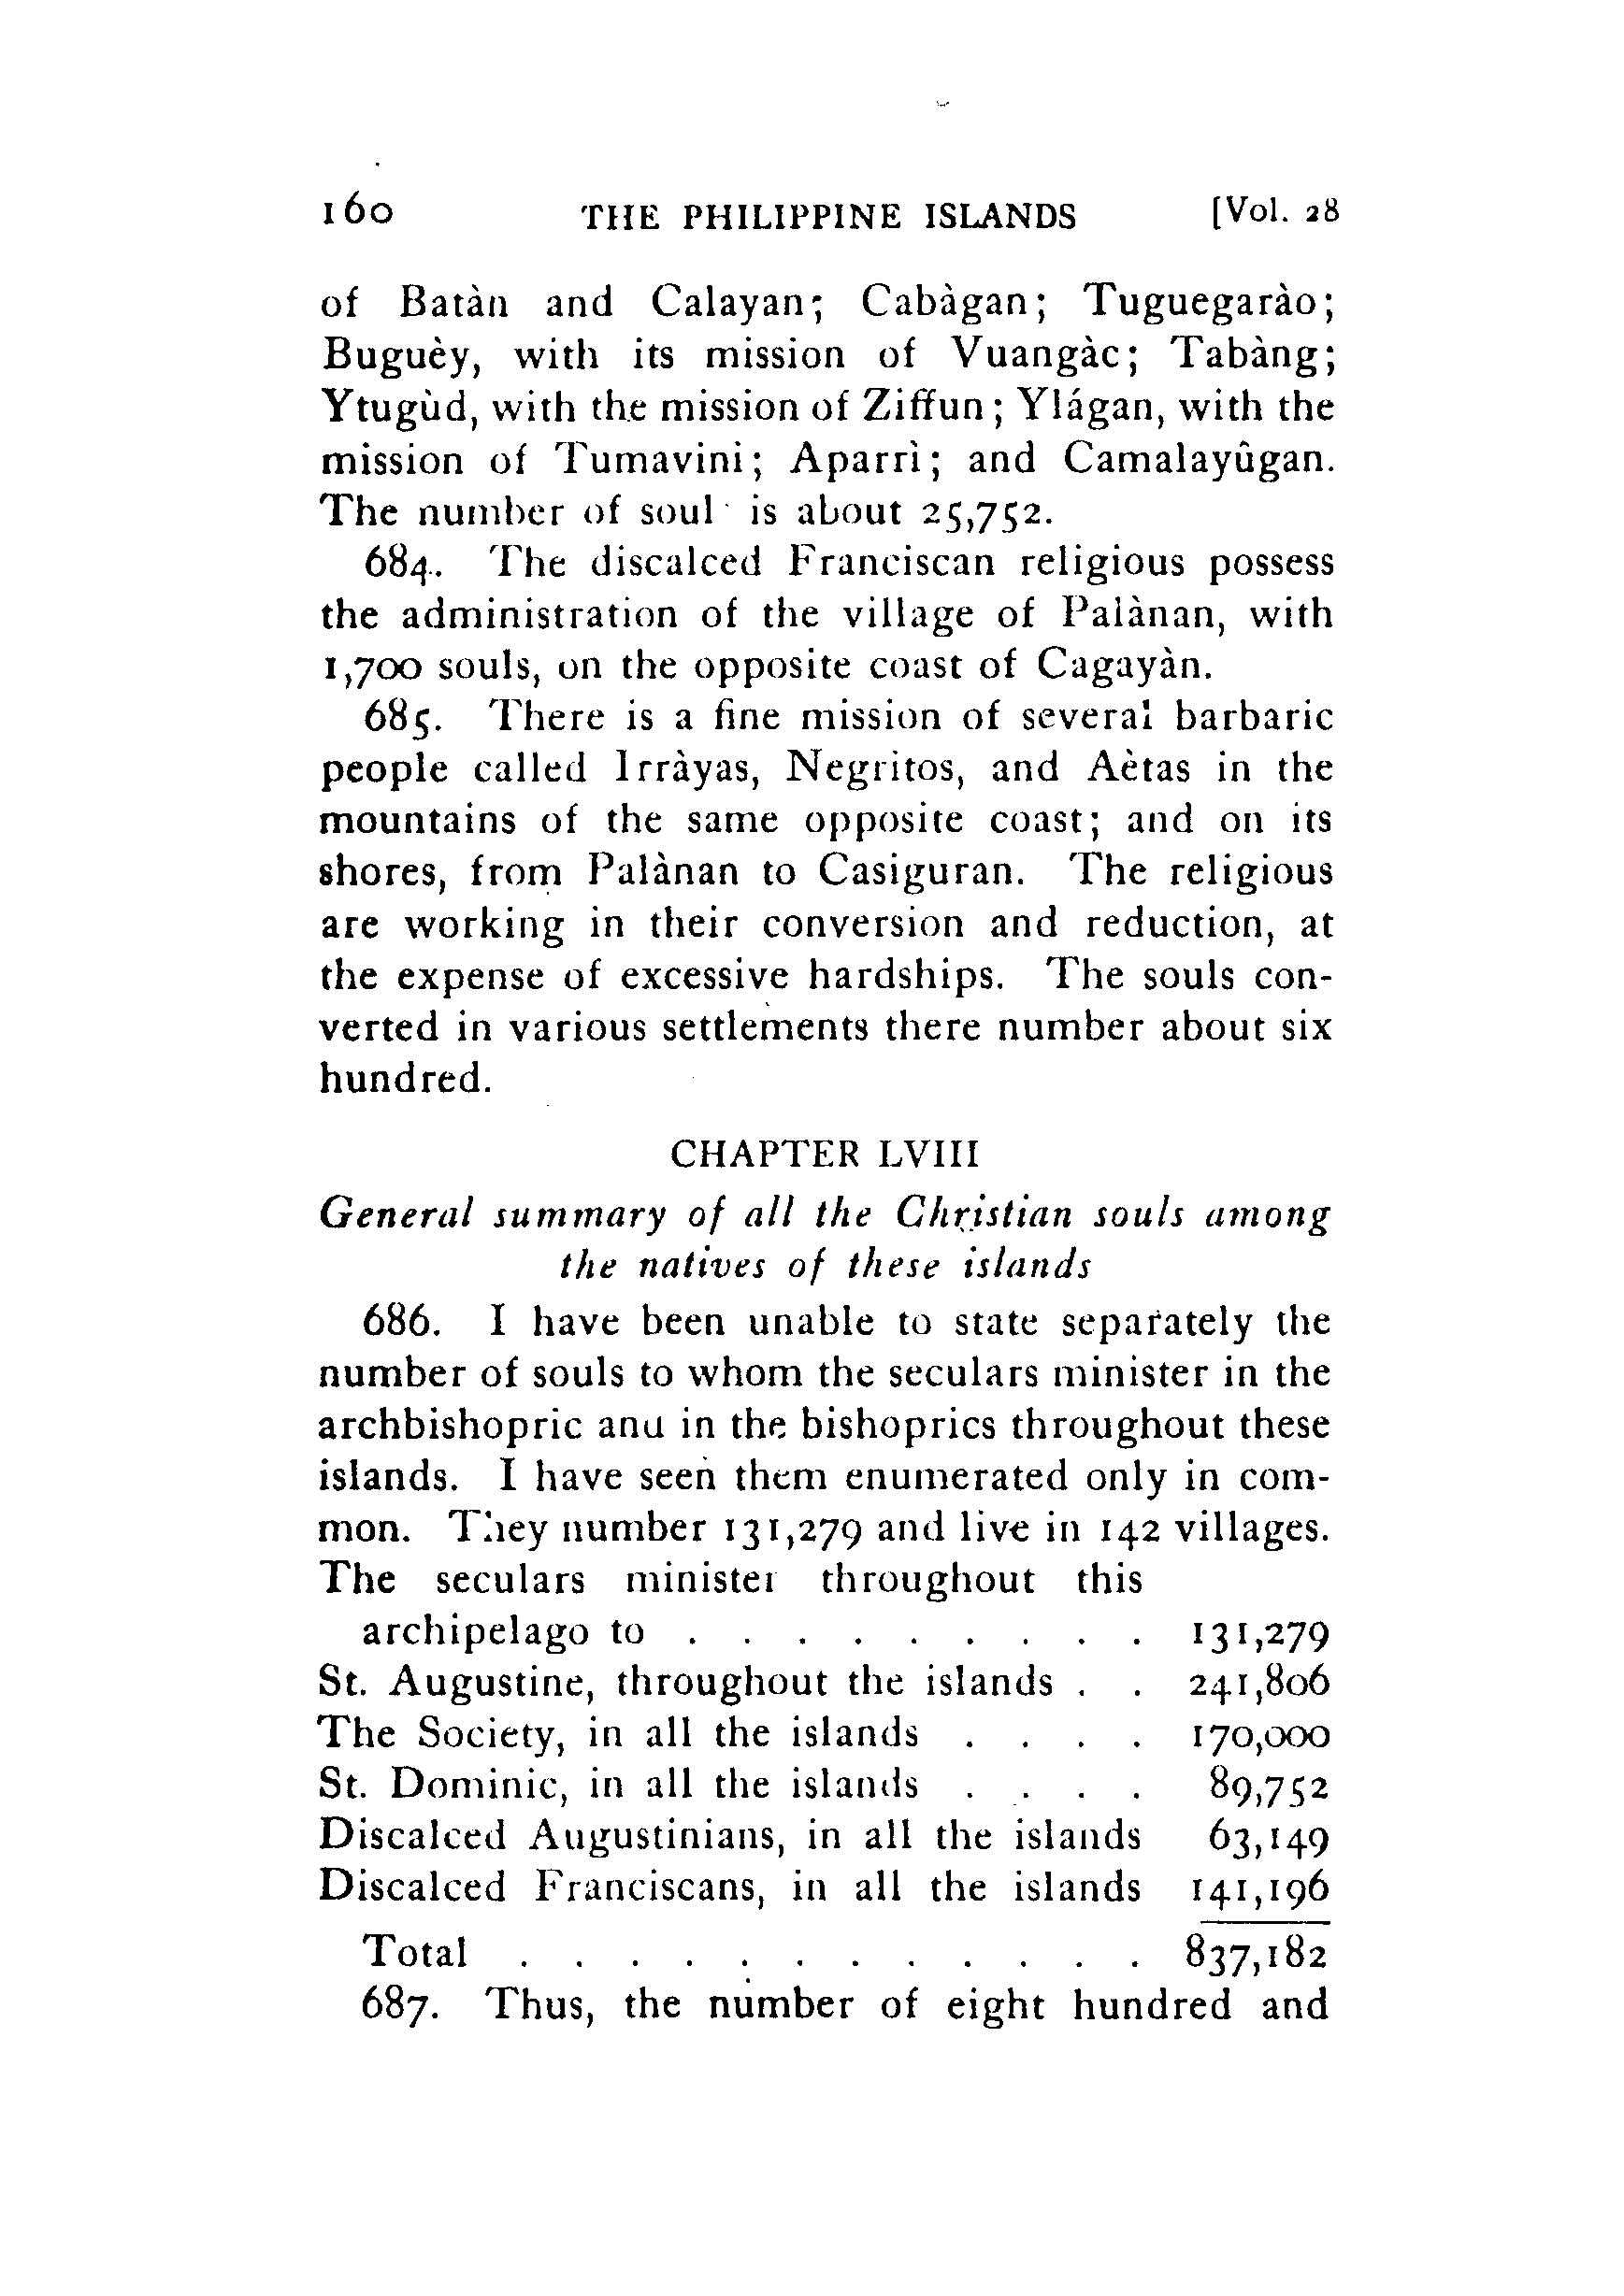 160 THE PHILIPPINE ISLANDS [Vol. 28
of Batàn and Calayan; Cabàgan; Tuguegarào;
Buguèy, with its mission of Vuangàc; Tabàng;
Ytugùd, with the mission of Ziffun; Ylágan, with the
mission of Tumavini; Aparrì; and Camalayûgan.
The number of soul is about 25,752.
684. The discalced Franciscan religious possess
the administration of the village of Palànan, with
1,700 souls, on the opposite coast of Cagayàn.
685. There is a fine mission of several barbaric
people called Irràyas, Negritos, and Aètas in the
mountains of the same opposite coast; and on its
shores, from Palànan to Casiguran. The religious
are working in their conversion and reduction, at
the expense of excessive hardships. The souls con-
verted in various settlements there number about six
hundred.
CHAPTER LVIII
General summary of all the Christian souls among
the natives of these islands
686. I have been unable to state separately the
number of souls to whom the seculars minister in the
archbishopric and in the bishoprics throughout these
islands. I have seen them enumerated only in com-
mon. They number 131,279 and live in 142 villages.
The seculars minister throughout this
archipelago to . . . . . . . . . 131,279
St. Augustine, throughout the islands . . 241,806
The Society, in all the islands . . . . 170,000
St. Dominic, in all the islands . . . . 89,752
Discalced Augustinians, in all the islands 63,149
Discalced Franciscans, in all the islands 141,196
Total . . . . . . . . . . . . 837,182
687. Thus, the number of eight hundred and